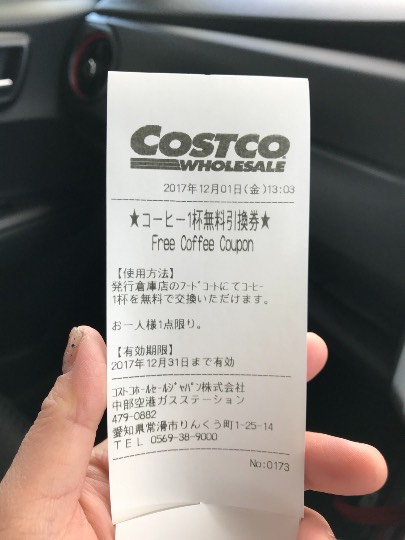 COSTCO
WHOLESALE
2017年12月01日(金)13:03
★コーヒー1杯無料引換券★
Free Coffee Coupon
【使用方法】
発行倉庫店のﾌｰﾄﾞｺｰﾄにてｺｰﾋｰ
1杯を無料で交換いただけます。
お一人様1点限り。
【有効期限】
2017年12月31日まで有効
ｺｽﾄｺﾎｰﾙｾｰﾙｼﾞｬﾊﾟﾝ株式会社
中部空港ガスステーション
479-0882
愛知県常滑市りんくう町1-25-14
ＴＥＬ 0569-38-9000
No:0173